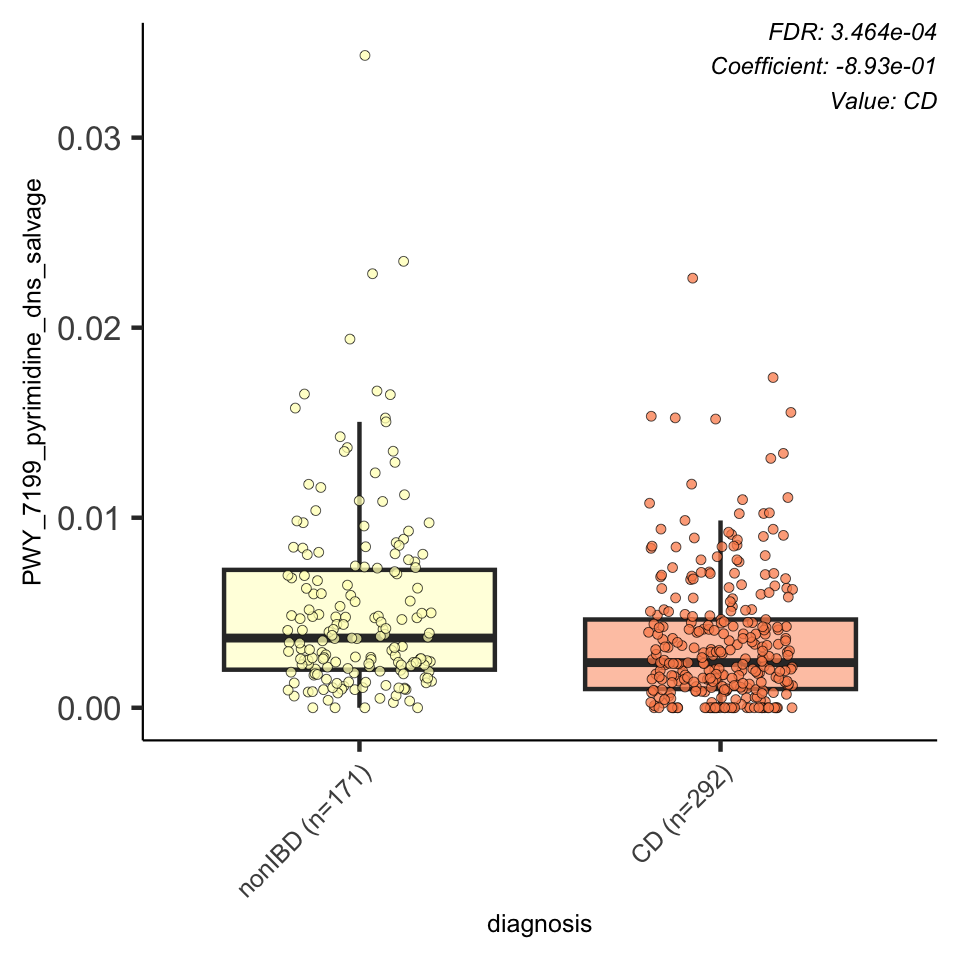 FDR: 3.464e-04
Coefficient: -8.93e-01
Value: CD
PWY_7199_pyrimidine_dns_salvage
0.03
0.02
0.01
0.00
nonIBD (n=171)
CD (n=292)
diagnosis